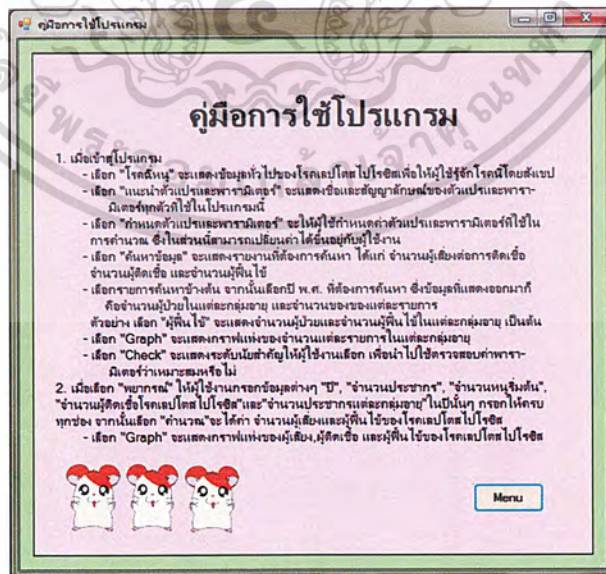 คู่มือการใช้โปรแกรม
คู่มือการใช้โปรแกรม
1. เมื่อเข้าสู่โปรแกรม
- เลือก "โรคฉี่หนู" จะแสดงข้อมูลทั่วไปของโรคเลปโตสไปโรซิสเพื่อให้ผู้ใช้รู้จักโรคนี้โดยสังเขป
- เลือก "แนะนำตัวแปรและพารามิเตอร์" จะแสดงชื่อและสัญญาลักษณ์ของตัวแปรและพารา-
มิเตอร์ทุกตัวที่ใช้ในโปรแกรมนี้
- เลือก "กำหนดตัวแปรและพารามิเตอร์" จะให้ผู้ใช้กำหนดค่าตัวแปรและพารามิเตอร์ที่ใช้ใน
การคำนวณ ซึ่งในส่วนนี้สามารถเปลี่ยนค่าได้ขึ้นอยู่กับผู้ใช้งาน
- เลือก "ค้นหาข้อมูล" จะแสดงรายงานที่ต้องการค้นหา ได้แก่ จำนวนผู้เสี่ยงต่อการติดเชื้อ
จำนวนผู้ติดเชื้อ และจำนวนผู้ฟื้นไข้
- เลือกรายการค้นหาข้างต้น จากนั้นเลือกปี พ.ศ. ที่ต้องการค้นหา ซึ่งข้อมูลที่แสดงออกมาก็
คือจำนวนผู้ป่วยในแต่ละกลุ่มอายุ และจำนวนของของแต่ละรายการ
ตัวอย่าง เลือก "ผู้ฟื้นไข้" จะแสดงจำนวนผู้ป่วยและจำนวนผู้ฟื้นไข้ในแต่ละกลุ่มอายุ เป็นต้น
- เลือก "Graph" จะแสดงกราฟแท่งของจำนวนแต่ละรายการในแต่ละกลุ่มอายุ
- เลือก "Check" จะแสดงระดับนัยสำคัญให้ผู้ใช้งานเลือก เพื่อนำไปใช้ตรวจสอบค่าพารา-
มิเตอร์ว่าเหมาะสมหรือไม่
2. เมื่อเลือก "พยากรณ์" ให้ผู้ใช้งานกรอกข้อมูลต่างๆ "ปี", "จำนวนประชากร", "จำนวนหนูเริ่มต้น",
"จำนวนผู้ติดเชื้อโรคเลปโตสไปโรซิส"และ"จำนวนประชากรแต่ละกลุ่มอายุ"ในปีนั้นๆ กรอกให้ครบ
ทุกช่อง จากนั้นเลือก "คำนวณ"จะได้ค่า จำนวนผู้เสี่ยงและผู้ฟื้นไข้ของโรคเลปโตสไปโรซิส
- เลือก "Graph" จะแสดงกราฟแท่งของผู้เสี่ยง,ผู้ติดเชื้อ และผู้ฟื้นไข้ของโรคเลปโตสไปโรซิส
Menu